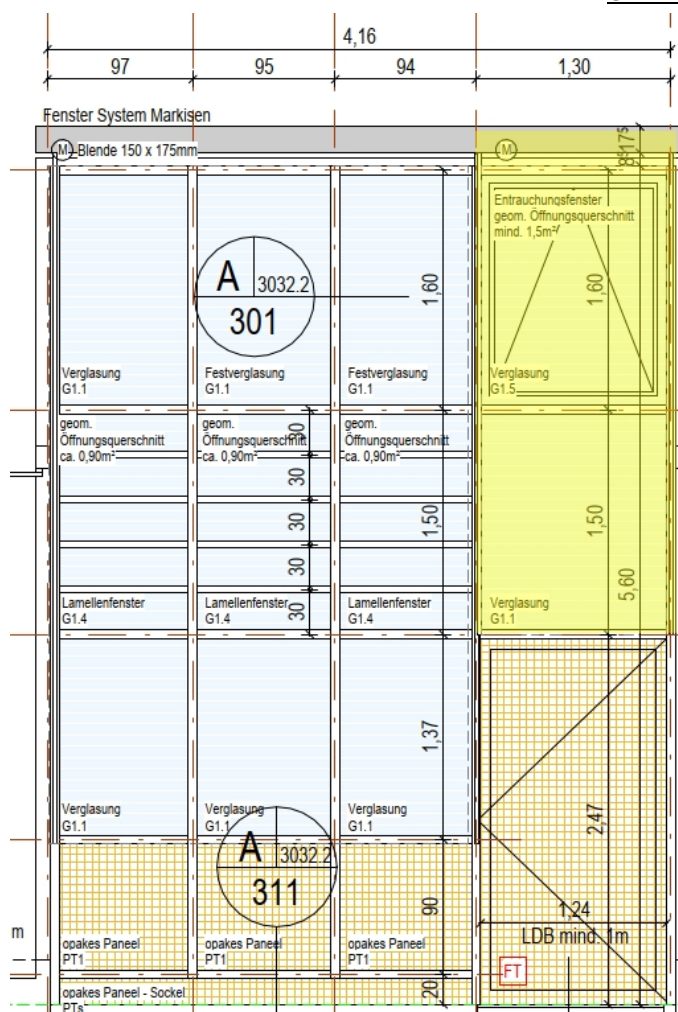 4,16
97
95
94
1,30
Fenster System Markisen
M
Blende 150 x 175mm
M
8⁵
17⁵
Entrauchungsfenster
geom. Öffnungsquerschnitt
mind. 1,5m²
A
3032.2
301
1,60
1,60
Verglasung
G1.1
Festverglasung
G1.1
Festverglasung
G1.1
Verglasung
G1.5
geom.
Öffnungsquerschnitt
ca. 0,90m²
geom.
Öffnungsquerschnitt
ca. 0,90m²
geom.
Öffnungsquerschnitt
ca. 0,90m²
30
30
30
30
30
1,50
1,50
5,60
Lamellenfenster
G1.4
Lamellenfenster
G1.4
Lamellenfenster
G1.4
Verglasung
G1.1
1,37
2,47
Verglasung
G1.1
Verglasung
G1.1
Verglasung
G1.1
A
3032.2
311
90
1,24
LDB mind. 1m
m
opakes Paneel
PT1
opakes Paneel
PT1
opakes Paneel
PT1
FT
20
opakes Paneel - Sockel
PTs